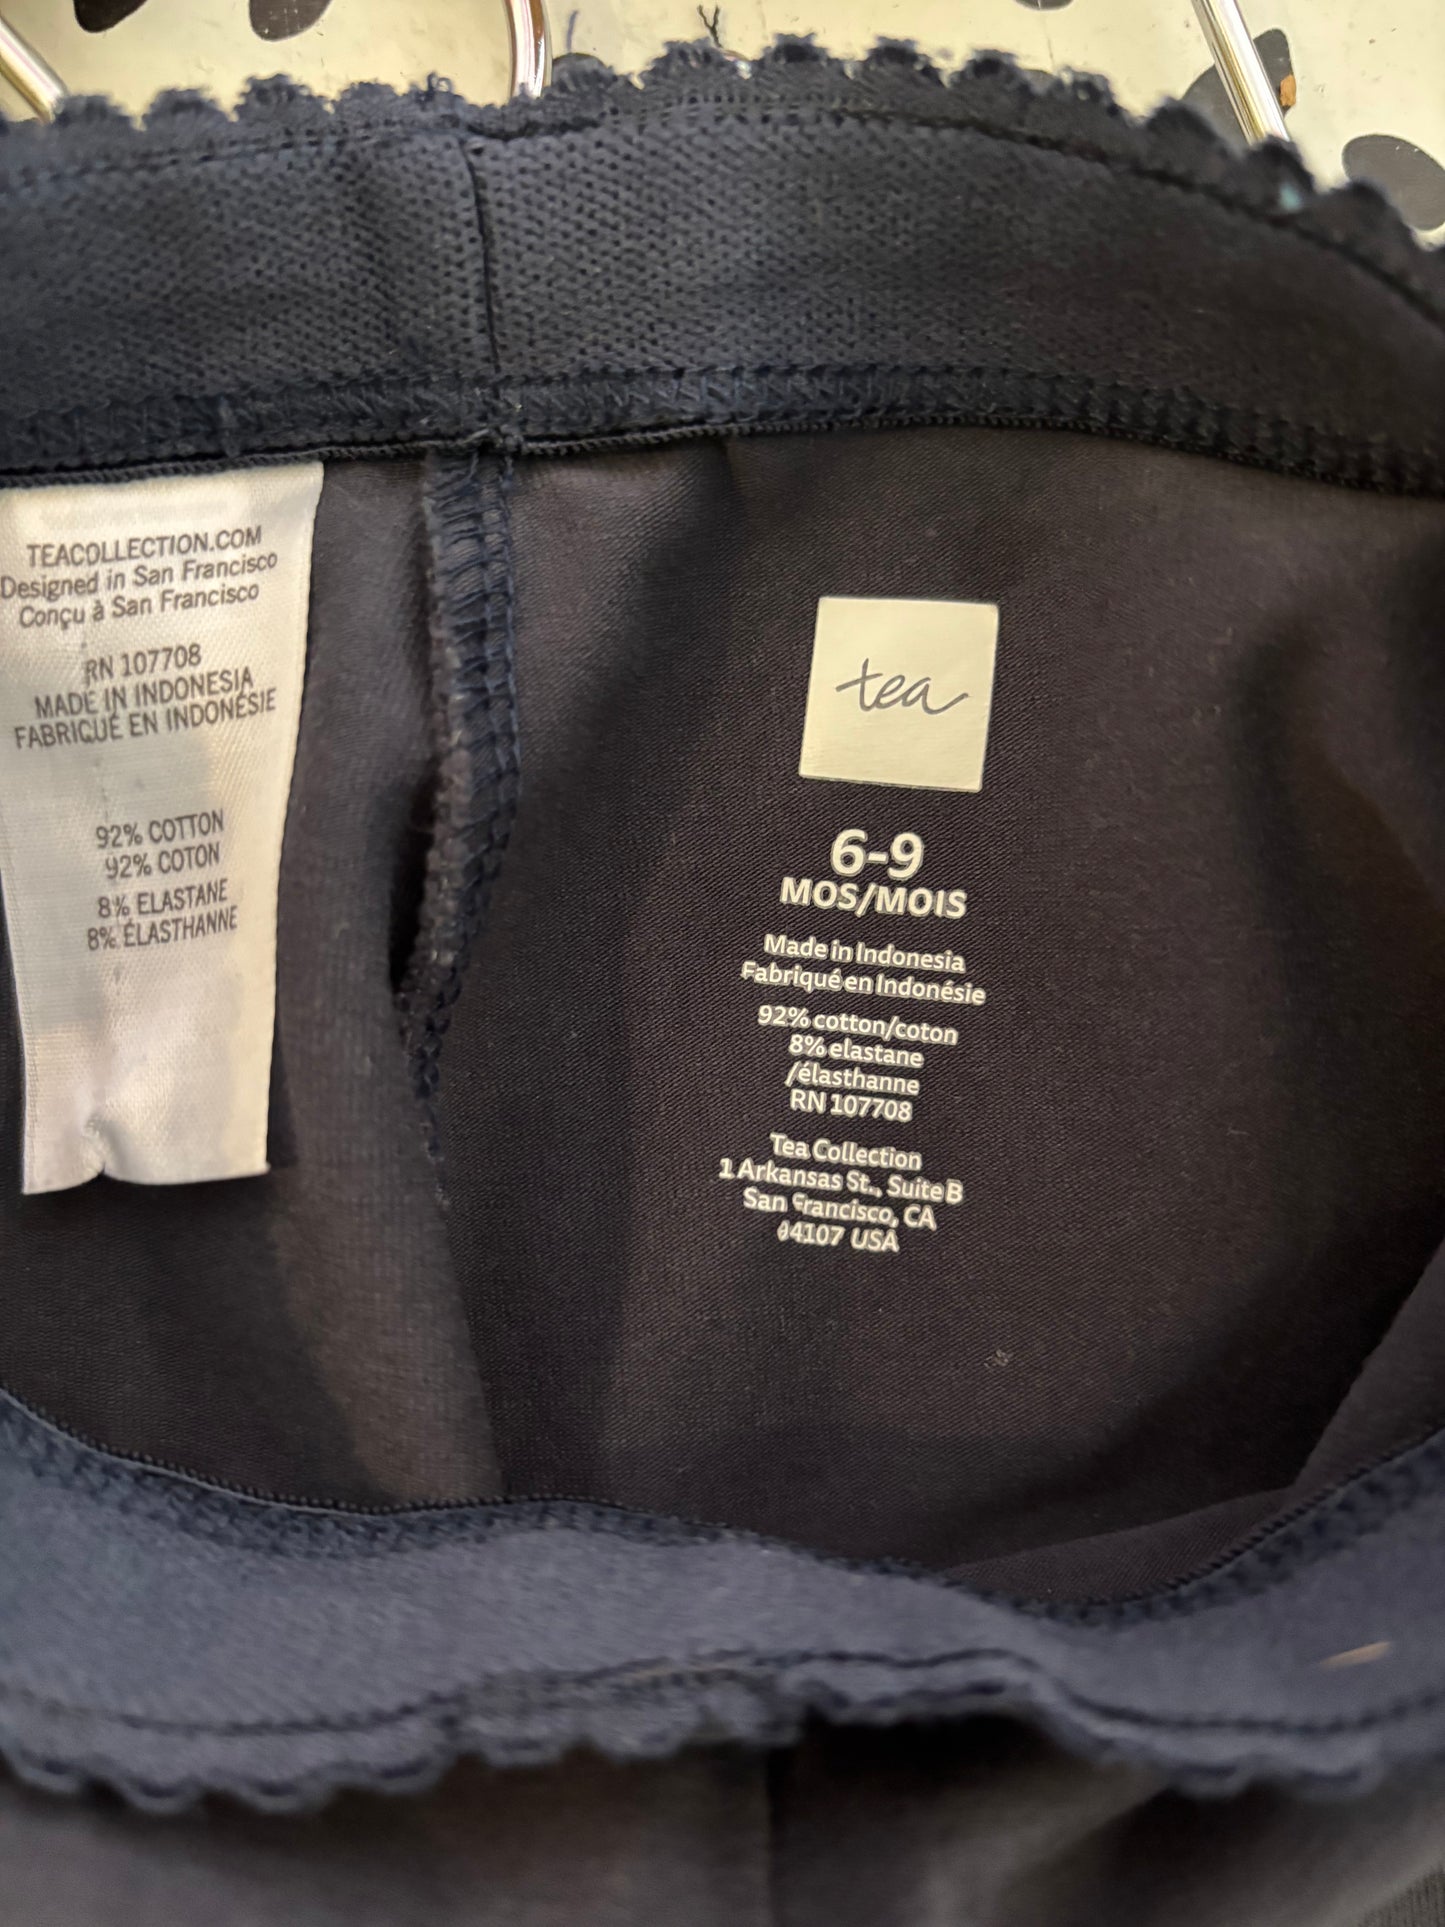 TEACOLLECTION.COM
Designed in San Francisco
Conçu à San Francisco
RN 107708
MADE IN INDONESIA
FABRIQUÉ EN INDONÉSIE
92% COTTON
92% COTON
8% ELASTANE
8% ÉLASTHANNE
tea
6-9
MOS/MOIS
Made in Indonesia
Fabriqué en Indonésie
92% cotton/coton
8% elastane
/élasthanne
RN 107708
Tea Collection
1 Arkansas St., Suite B
San Francisco, CA
94107 USA